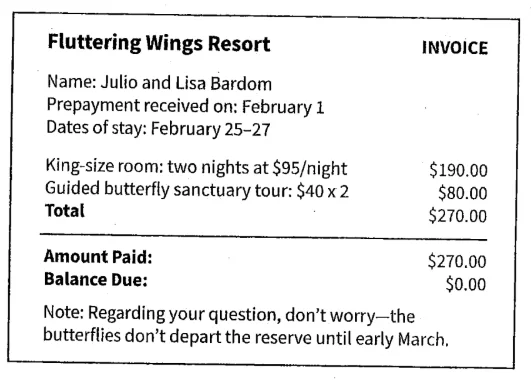 Fluttering Wings Resort INVOICE
Name: Julio and Lisa Bardom
Prepayment received on: February 1
Dates of stay: February 25–27
King-size room: two nights at $95/night $190.00
Guided butterfly sanctuary tour: $40 x 2 $80.00
Total $270.00
Amount Paid: $270.00
Balance Due: $0.00
Note: Regarding your question, don't worry—the
butterflies don't depart the reserve until early March.